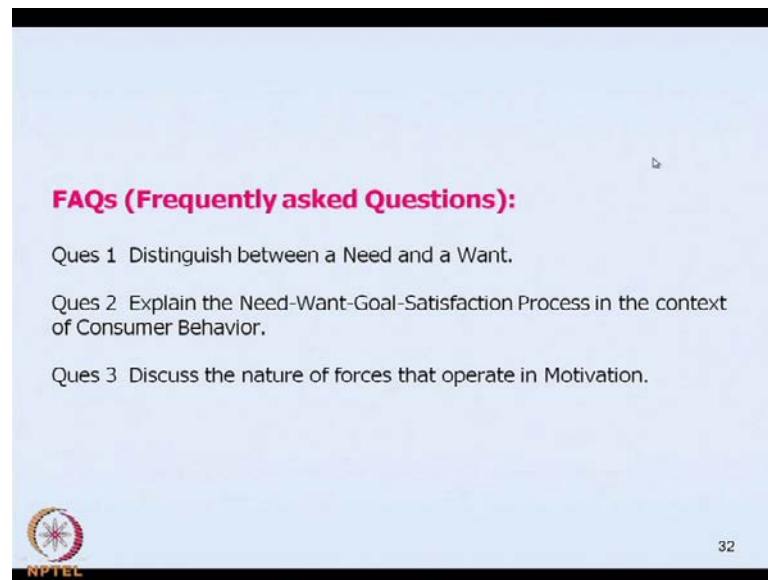 FAQs (Frequently asked Questions):
Ques 1 Distinguish between a Need and a Want.
Ques 2 Explain the Need-Want-Goal-Satisfaction Process in the context
of Consumer Behavior.
Ques 3 Discuss the nature of forces that operate in Motivation.
32
NPTEL